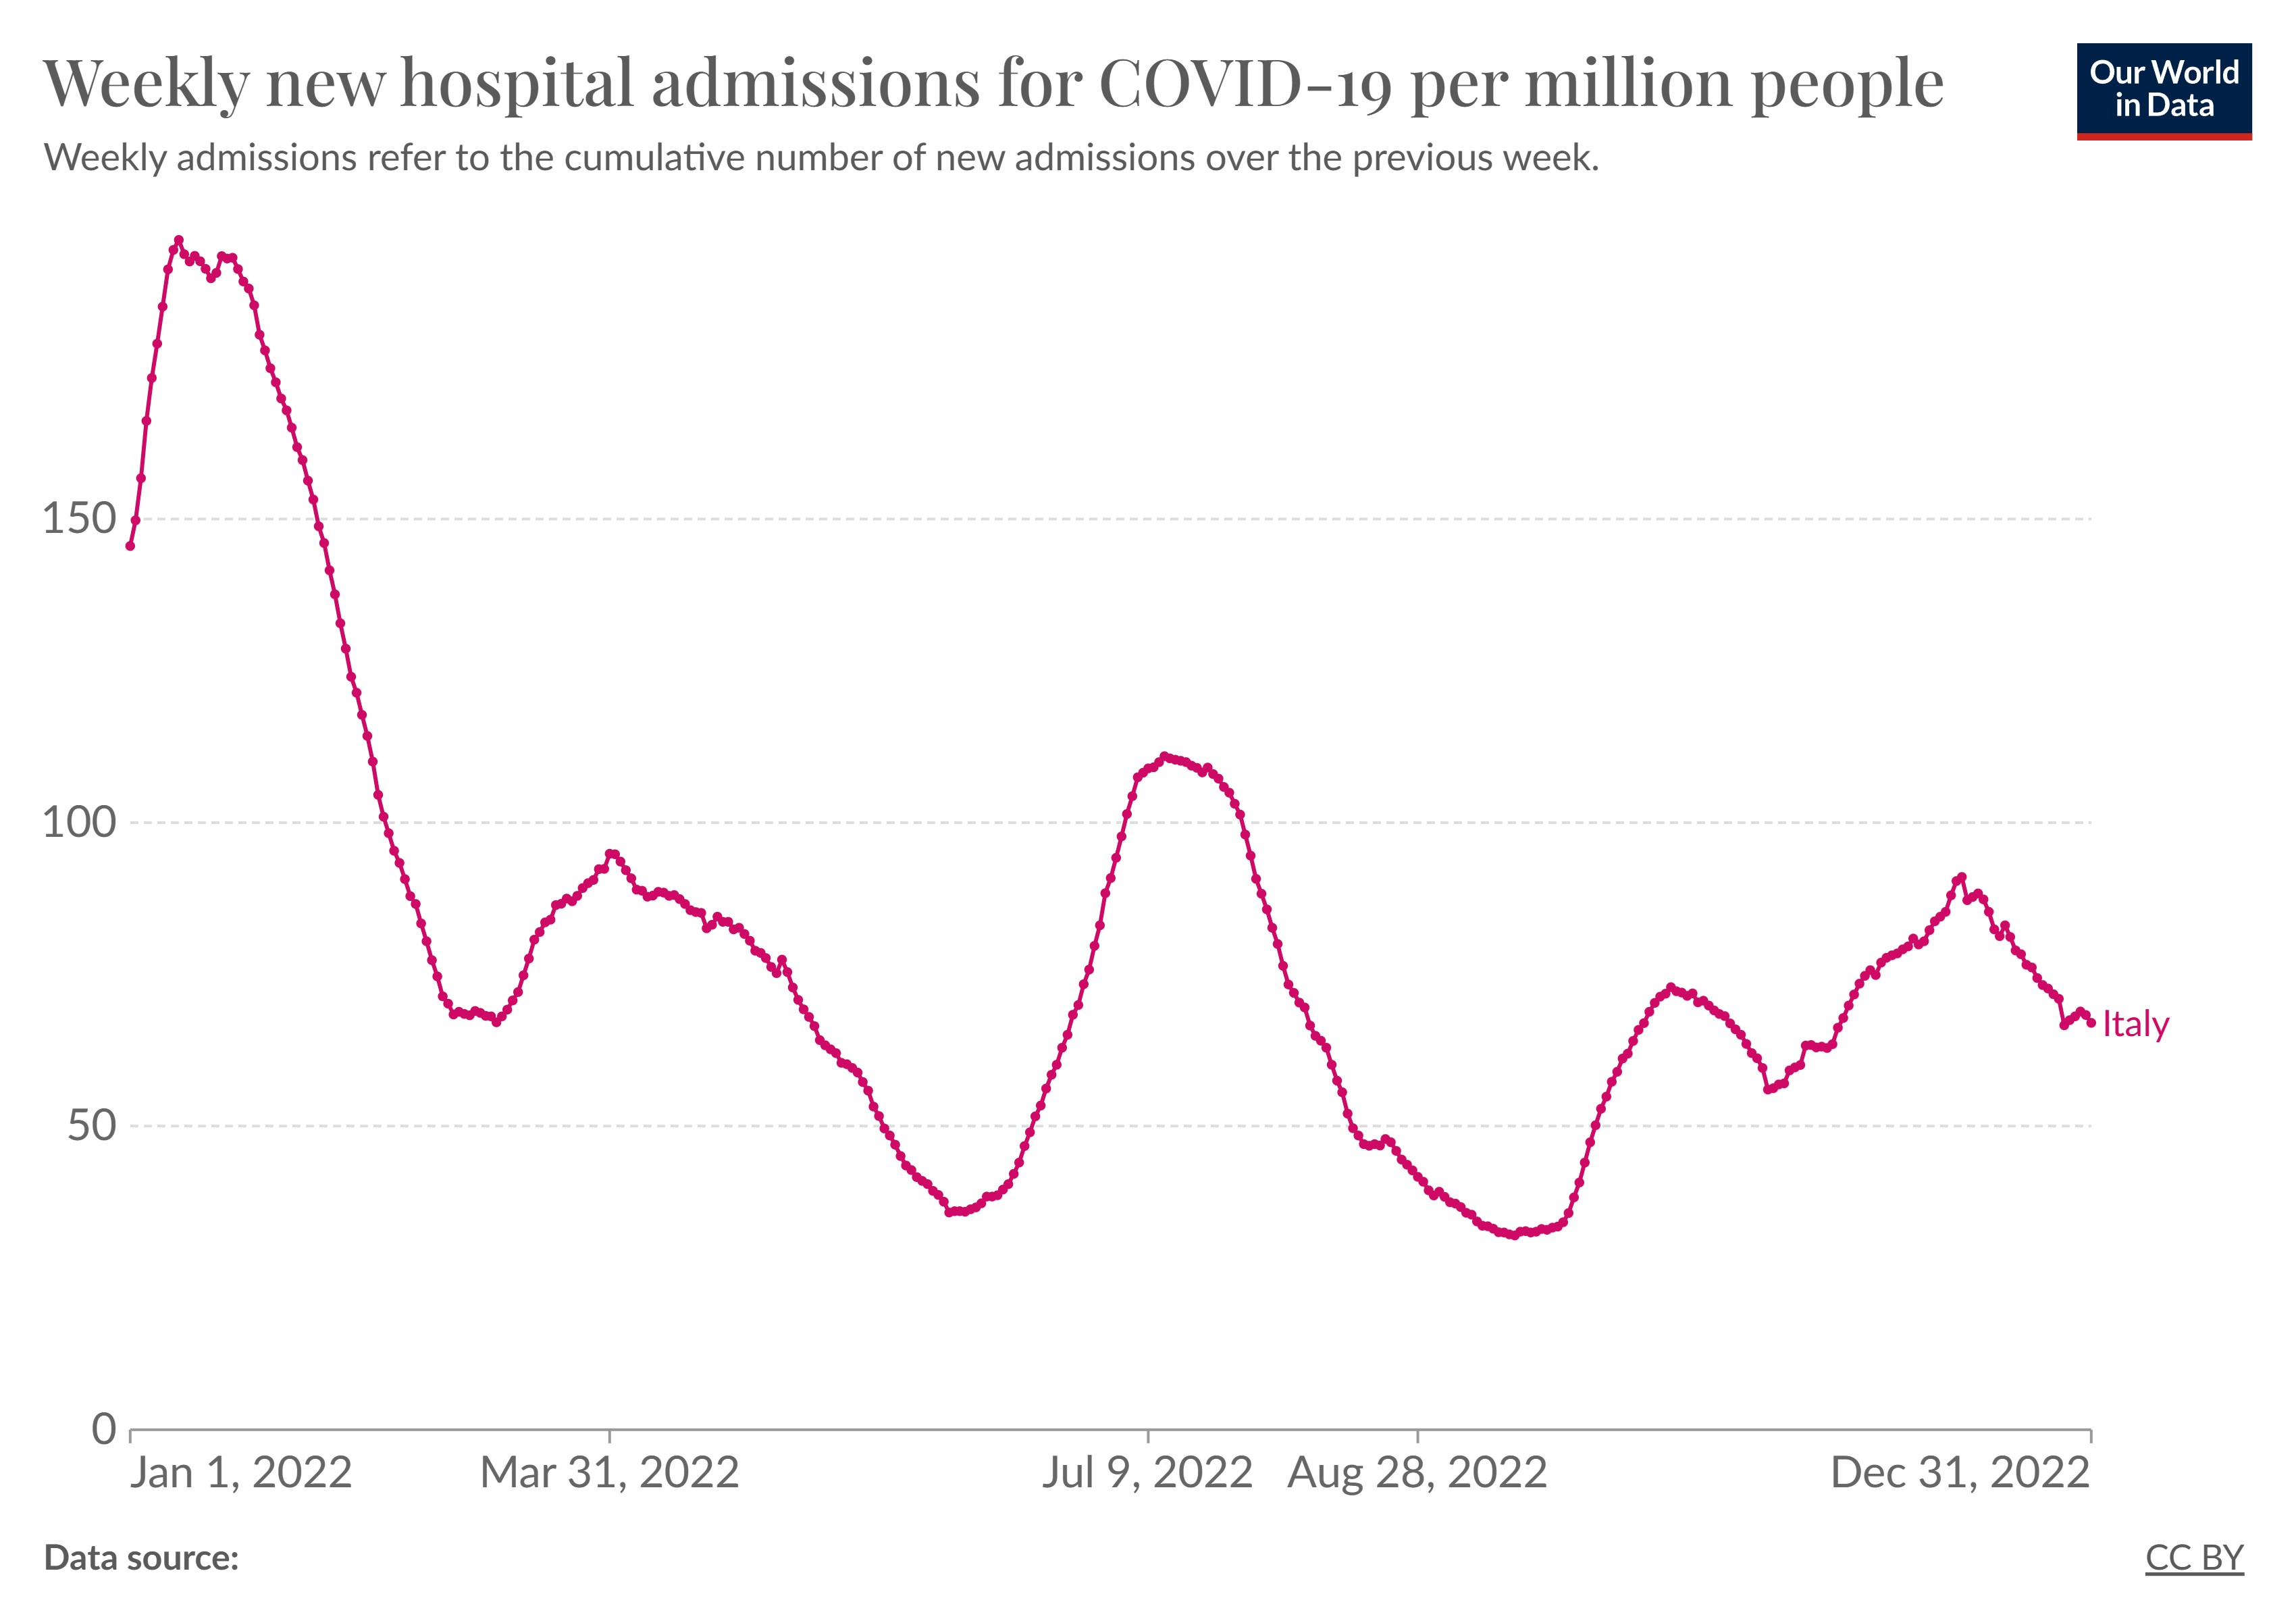 Weekly new hospital admissions for COVID-19 per million people
Weekly admissions refer to the cumulative number of new admissions over the previous week.
Our World
in Data
150
100
50
0
Italy
Jan 1, 2022
Mar 31, 2022
Jul 9, 2022
Aug 28, 2022
Dec 31, 2022
Data source:
CC BY